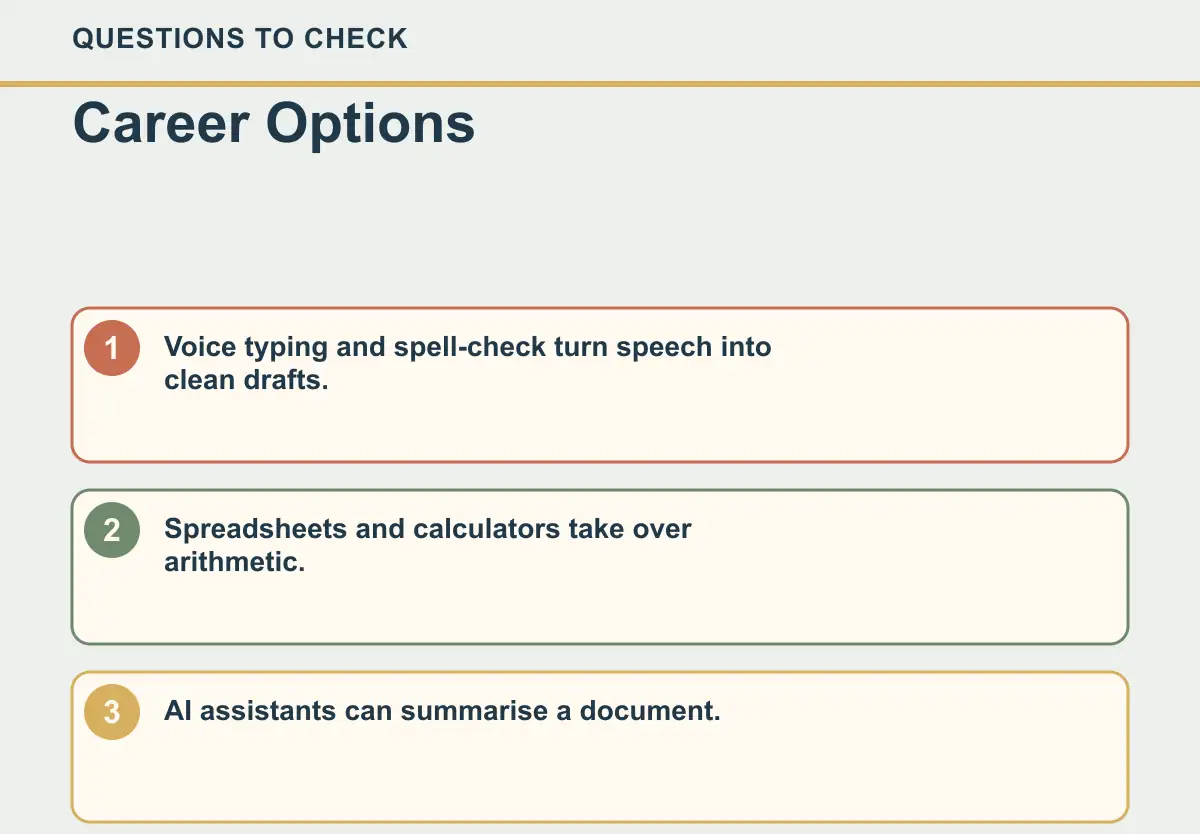 QUESTIONS TO CHECK
Career Options
1
Voice typing and spell-check turn speech into
clean drafts.
2
Spreadsheets and calculators take over
arithmetic.
3
AI assistants can summarise a document.